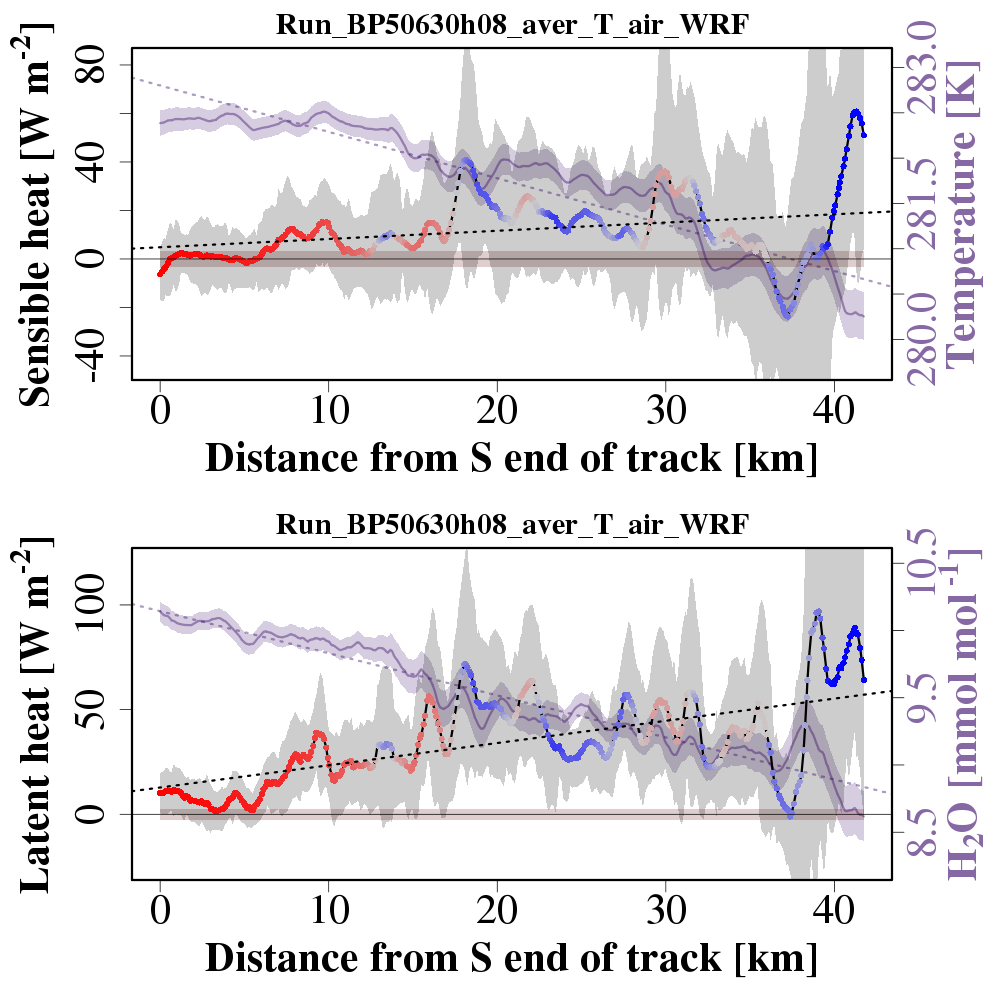 Run_BP50630h08_aver_T_air_WRF
Sensible heat [W m-2]
80
40
0
-40
283.0
281.5
280.0
Temperature [K]
0 10 20 30 40
Distance from S end of track [km]
Run_BP50630h08_aver_T_air_WRF
Latent heat [W m-2]
100
50
0
10.5
9.5
8.5
H2O [mmol mol-1]
0 10 20 30 40
Distance from S end of track [km]